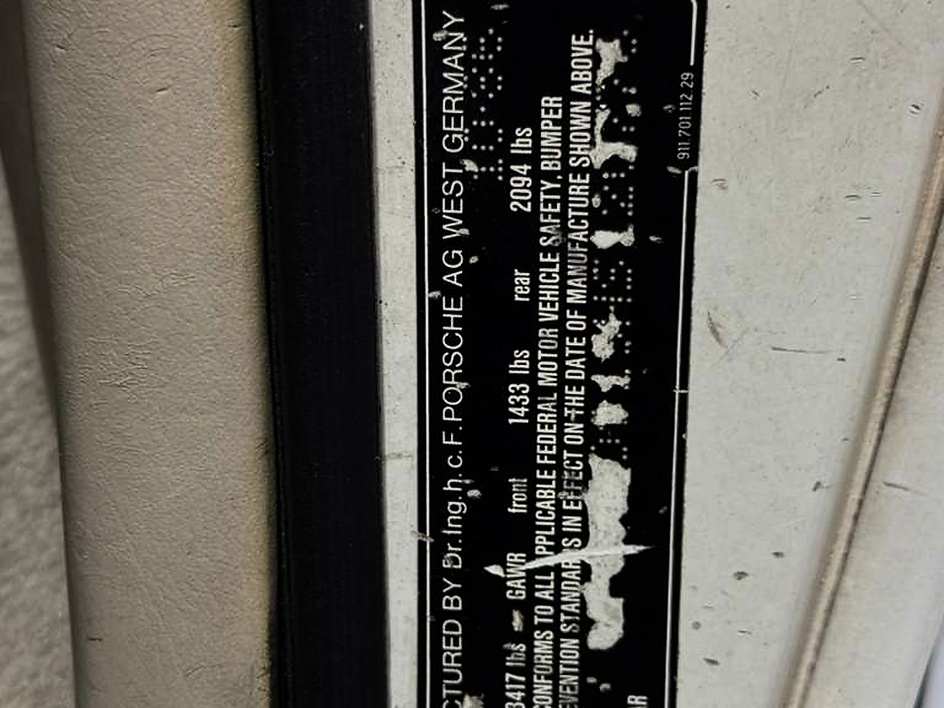 CTURED BY Dr. Ing. h. c. F. PORSCHE AG WEST GERMANY
3417 lbs GAWR front 1433 lbs rear 2094 lbs
CONFORMS TO ALL APPLICABLE FEDERAL MOTOR VEHICLE SAFETY, BUMPER
EVENTION STANDARDS IN EFFECT ON THE DATE OF MANUFACTURE SHOWN ABOVE.
AR
911.701.112.29